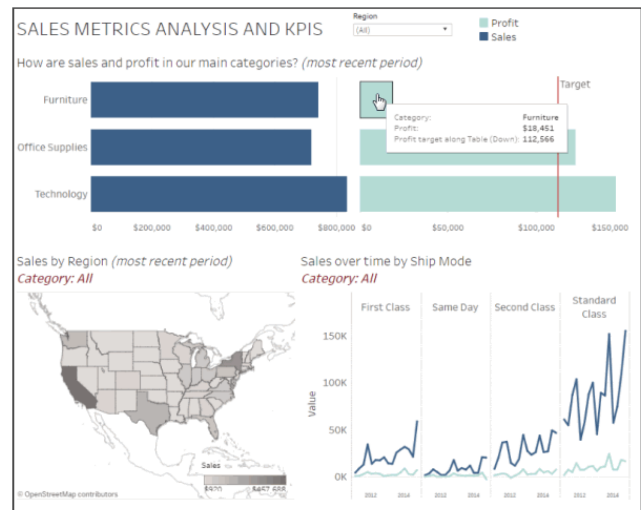 SALES METRICS ANALYSIS AND KPIS
Region
(All)
Profit
Sales
How are sales and profit in our main categories? (most recent period)
Target
Furniture
Office Supplies
Technology
Category: Furniture
Profit: $18,451
Profit target along Table (Down): 112,566
$0 $200,000 $400,000 $600,000 $800,000 $0 $50,000 $100,000 $150,000
Sales by Region (most recent period)
Category: All
Sales
$920
© OpenStreetMap contributors
Sales over time by Ship Mode
Category: All
First Class Same Day Second Class Standard Class
Value
150K
100K
50K
0K
2012 2014 2012 2014 2012 2014 2012 2014